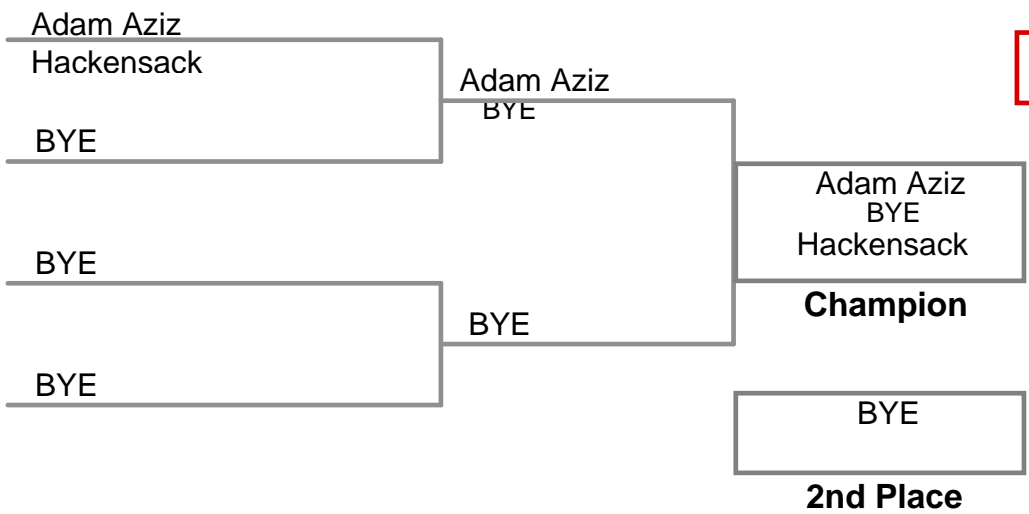 Adam Aziz
Hackensack
BYE
BYE
BYE
Adam Aziz
BYE
BYE
Adam Aziz
BYE
Hackensack
Champion
BYE
2nd Place